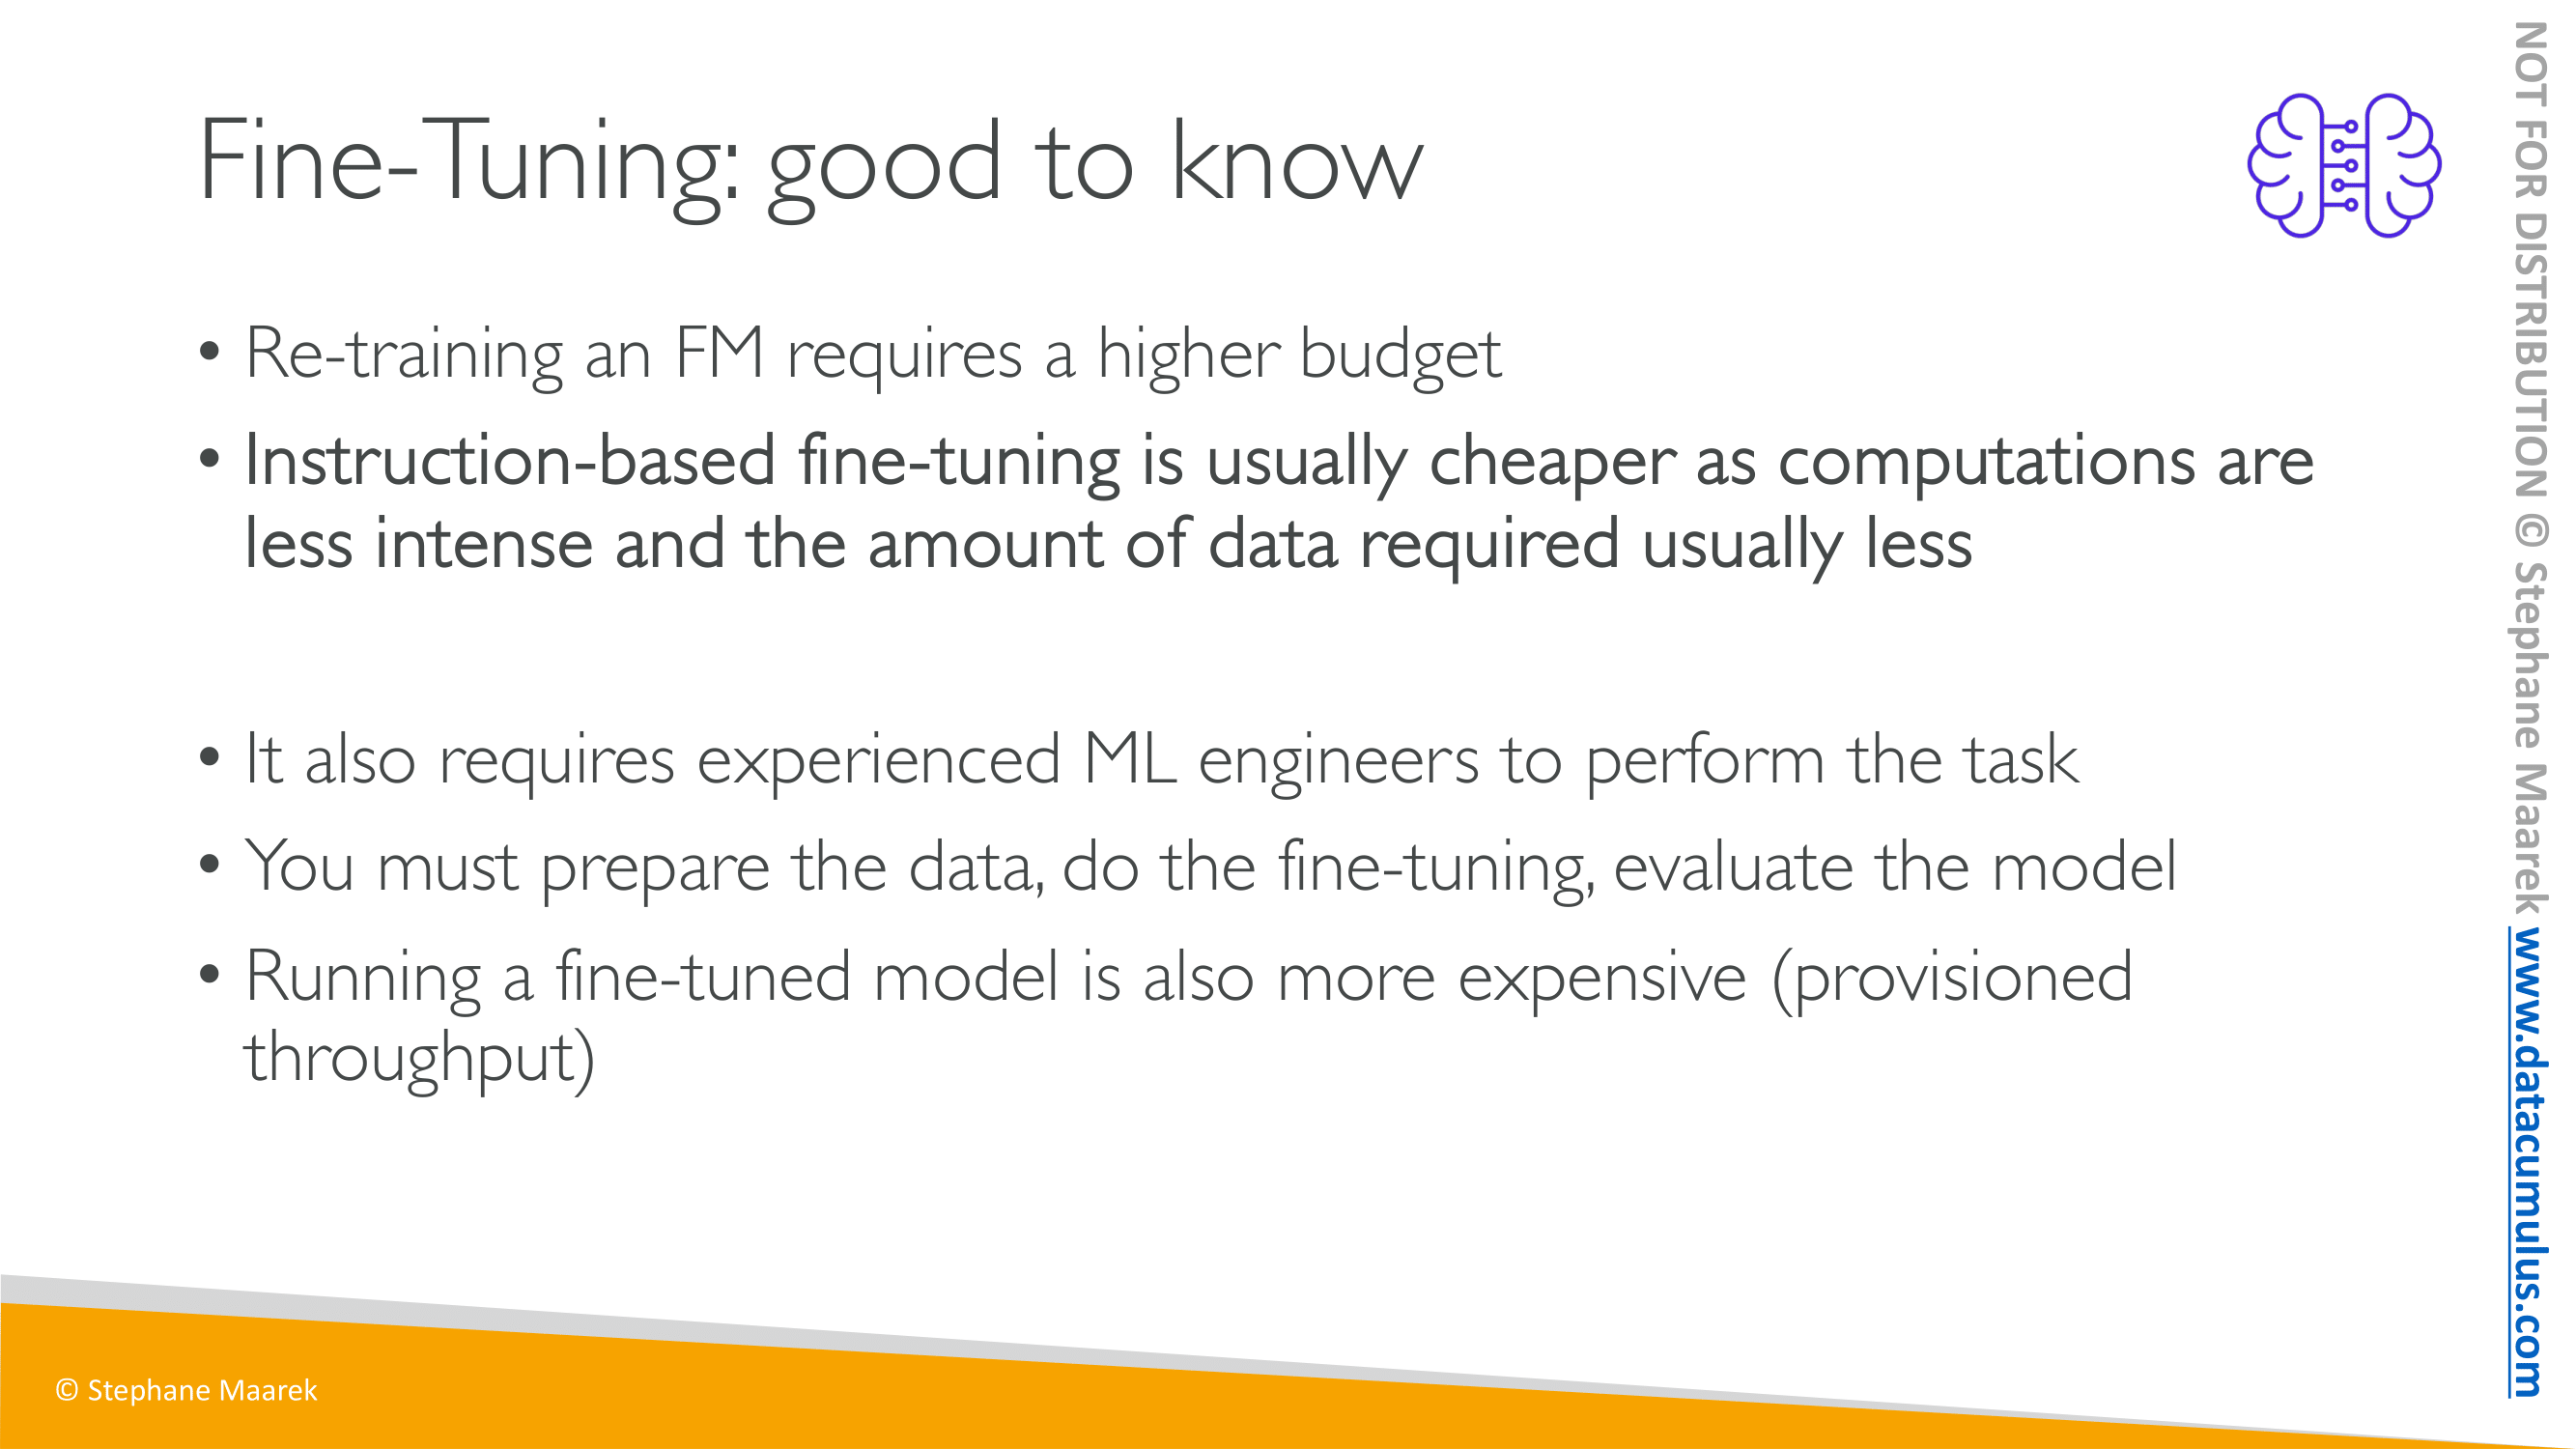 Fine-Tuning: good to know
• Re-training an FM requires a higher budget
• Instruction-based fine-tuning is usually cheaper as computations are
less intense and the amount of data required usually less
• It also requires experienced ML engineers to perform the task
• You must prepare the data, do the fine-tuning, evaluate the model
• Running a fine-tuned model is also more expensive (provisioned
throughput)
© Stephane Maarek
NOT FOR DISTRIBUTION © Stephane Maarek www.datacumulus.com